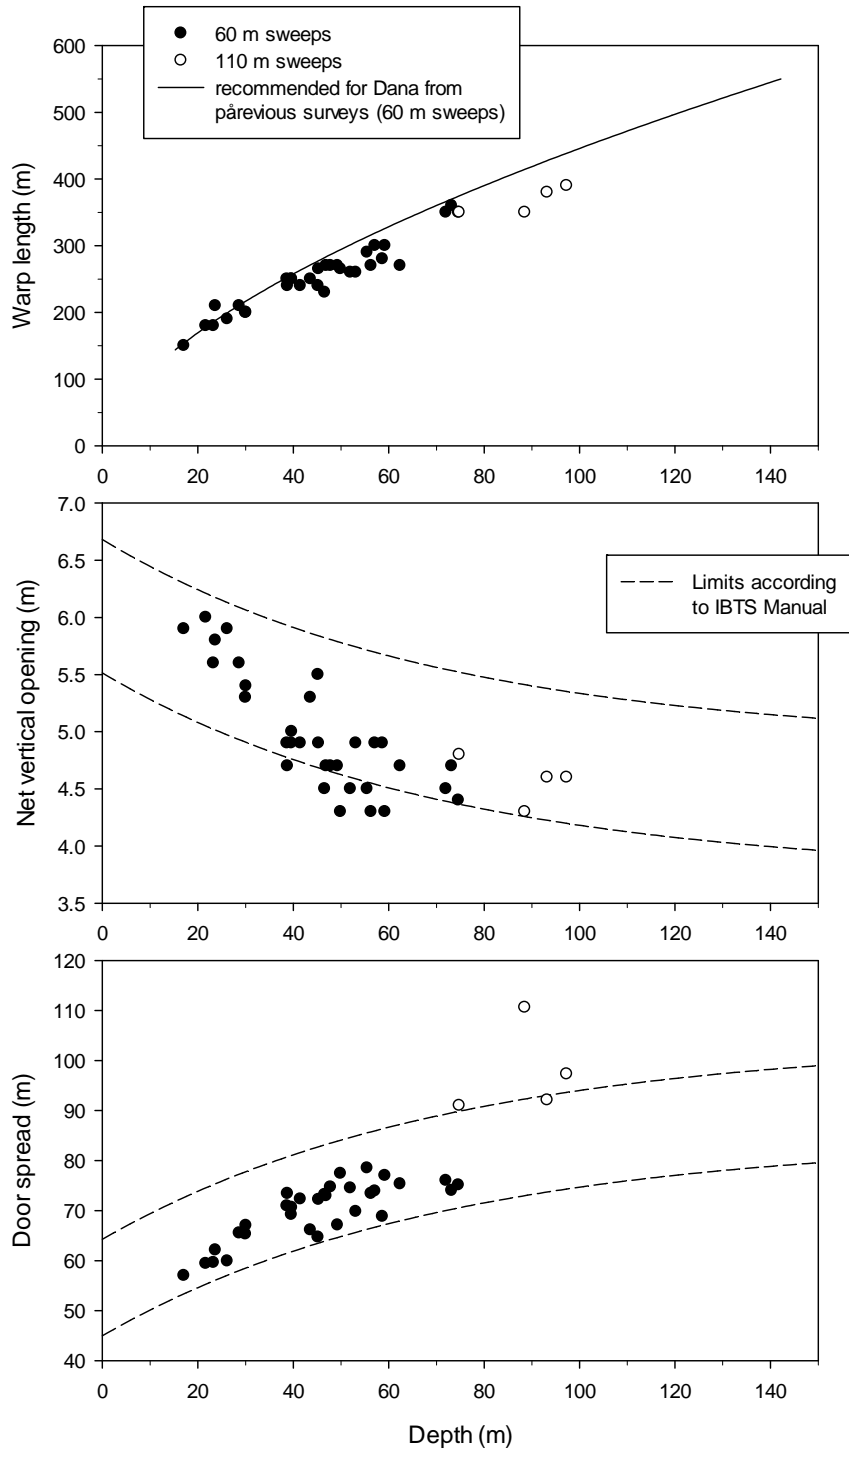 60 m sweeps
110 m sweeps
recommended for Dana from
pårevious surveys (60 m sweeps)
600
500
400
300
200
100
0
Warp length (m)
0 20 40 60 80 100 120 140
7.0
6.5
6.0
5.5
5.0
4.5
4.0
3.5
Net vertical opening (m)
Limits according
to IBTS Manual
0 20 40 60 80 100 120 140
120
110
100
90
80
70
60
50
40
Door spread (m)
0 20 40 60 80 100 120 140
Depth (m)